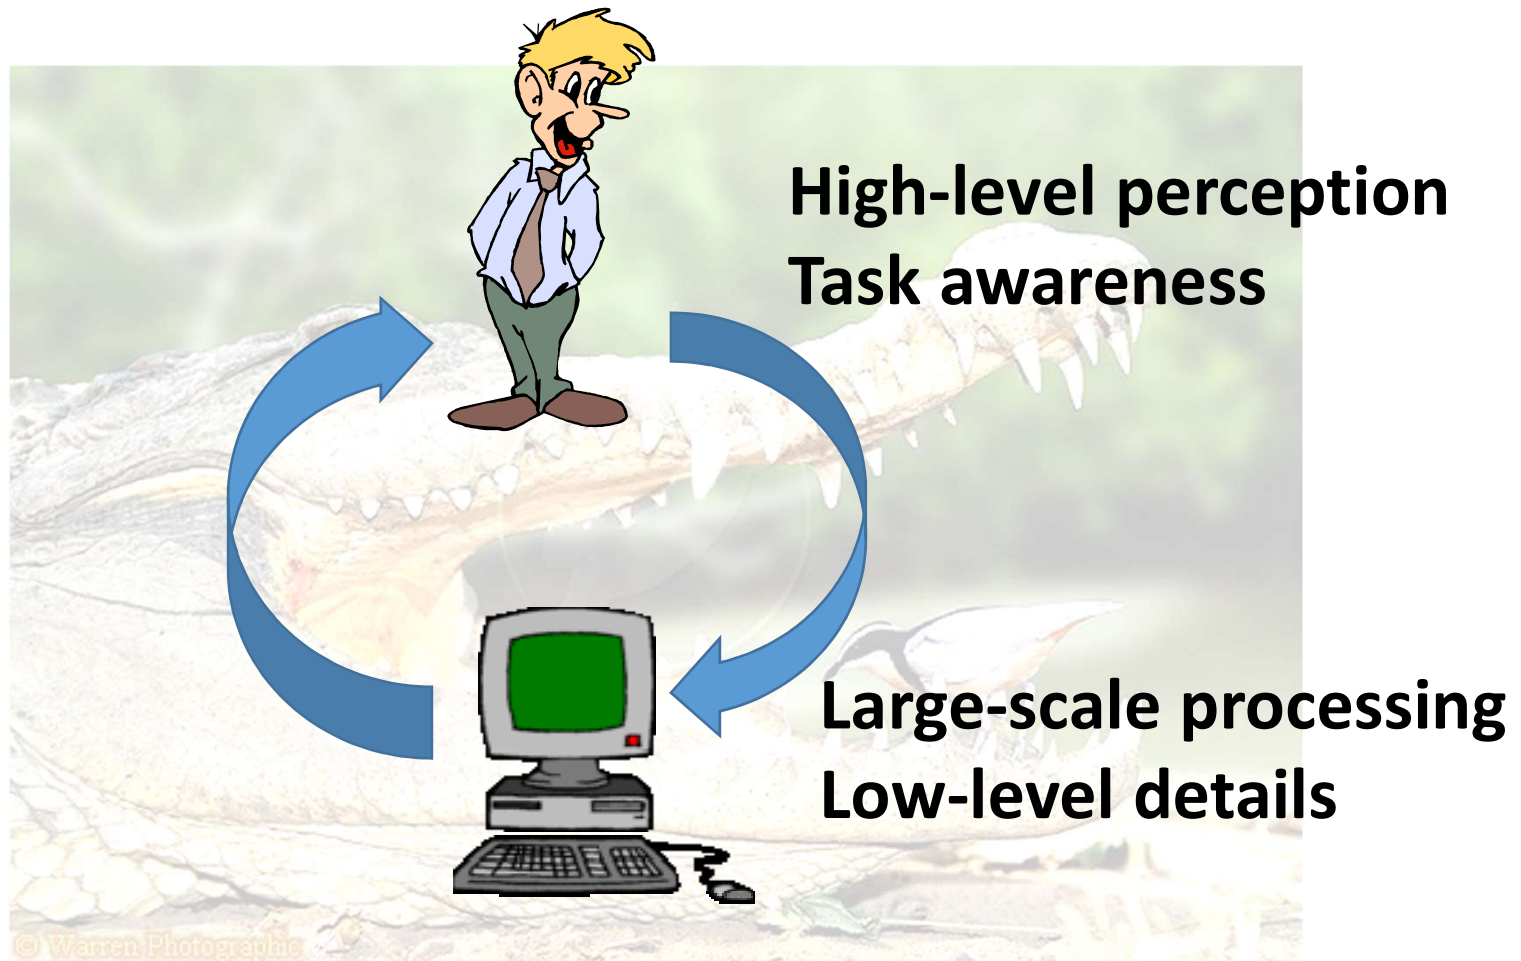 High-level perception
Task awareness
Large-scale processing
Low-level details
© Warren Photographic